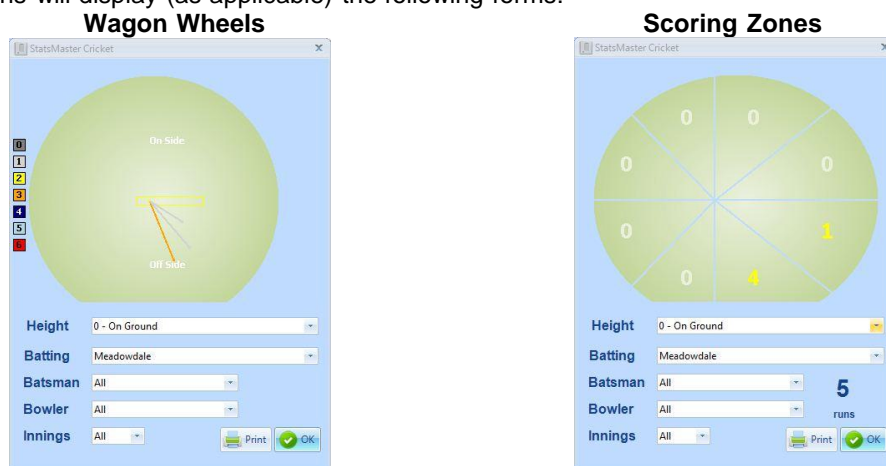 ns will display (as applicable) the following forms.
Wagon Wheels
StatsMaster Cricket
x
0
1
2
3
4
5
6
On Side
Off Side
Height 0 - On Ground
Batting Meadowdale
Batsman All
Bowler All
Innings All Print OK
Scoring Zones
StatsMaster Cricket
x
0 0
0 0
0 1
0 4
Height 0 - On Ground
Batting Meadowdale
Batsman All 5
Bowler All runs
Innings All Print OK